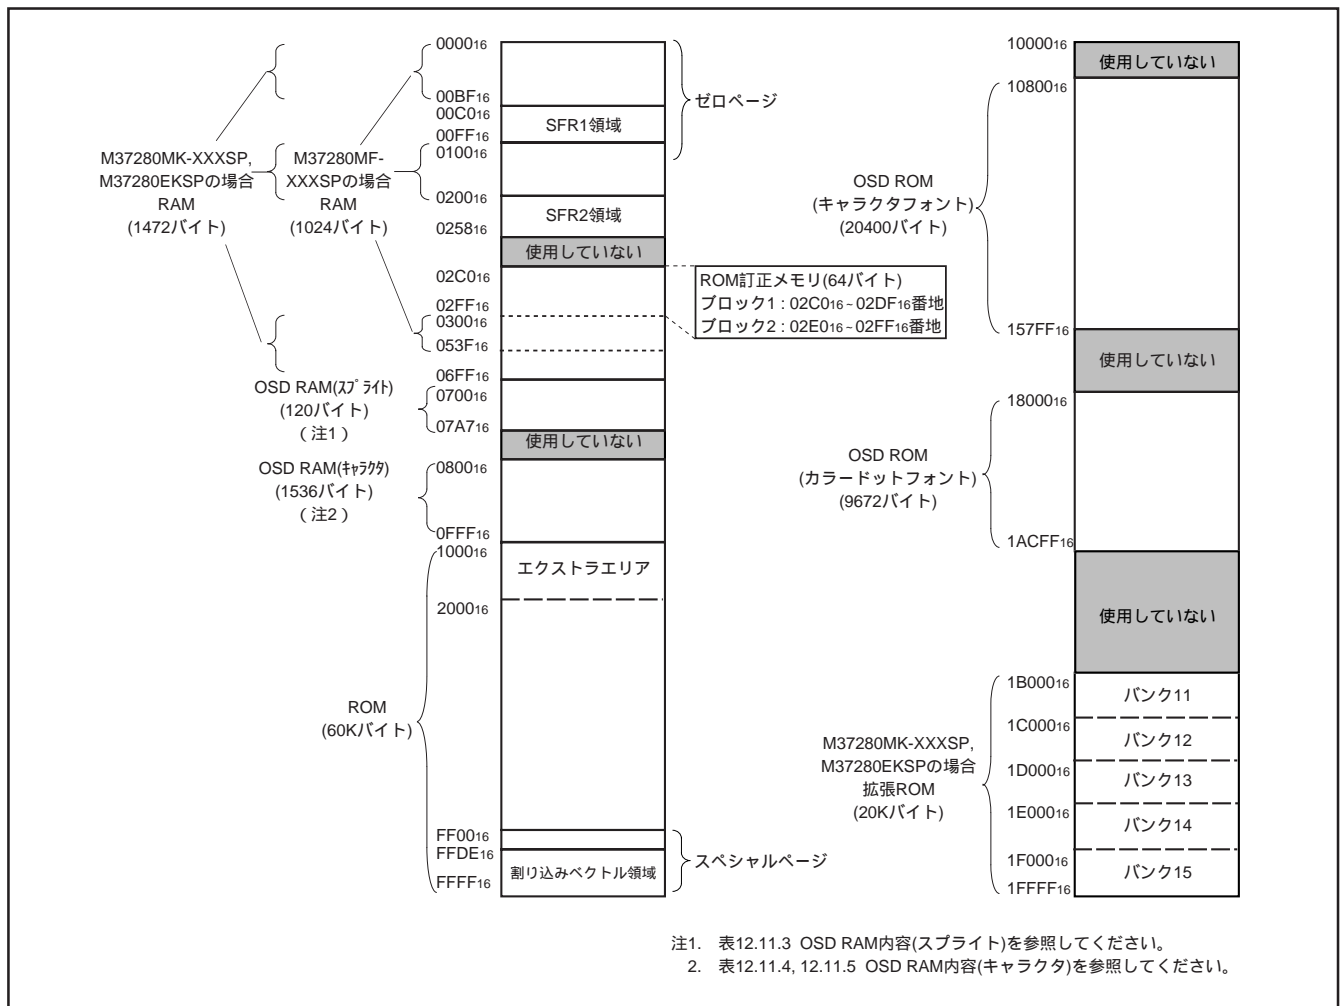 0000₁₆
00BF₁₆
00C0₁₆
00FF₁₆
0100₁₆
0200₁₆
0258₁₆
02C0₁₆
02FF₁₆
0300₁₆
053F₁₆
06FF₁₆
0700₁₆
07A7₁₆
0800₁₆
0FFF₁₆
1000₁₆
2000₁₆
FF00₁₆
FFDE₁₆
FFFF₁₆
M37280MK-XXXSP,
M37280EKSPの場合
RAM
(1472バイト)
M37280MF-
XXXSPの場合
RAM
(1024バイト)
OSD RAM(スプライト)
(120バイト)
(注1)
OSD RAM(キャラクタ)
(1536バイト)
(注2)
ROM
(60Kバイト)
SFR1領域
SFR2領域
使用していない
使用していない
エクストラエリア
割り込みベクトル領域
ゼロページ
ROM訂正メモリ(64バイト)
ブロック1 : 02C0₁₆~02DF₁₆番地
ブロック2 : 02E0₁₆~02FF₁₆番地
スペシャルページ
10000₁₆
10800₁₆
157FF₁₆
18000₁₆
1ACFF₁₆
1B000₁₆
1C000₁₆
1D000₁₆
1E000₁₆
1F000₁₆
1FFFF₁₆
OSD ROM
(キャラクタフォント)
(20400バイト)
OSD ROM
(カラードットフォント)
(9672バイト)
M37280MK-XXXSP,
M37280EKSPの場合
拡張ROM
(20Kバイト)
使用していない
使用していない
使用していない
バンク11
バンク12
バンク13
バンク14
バンク15
注1. 表12.11.3 OSD RAM内容(スプライト)を参照してください。
2. 表12.11.4, 12.11.5 OSD RAM内容(キャラクタ)を参照してください。